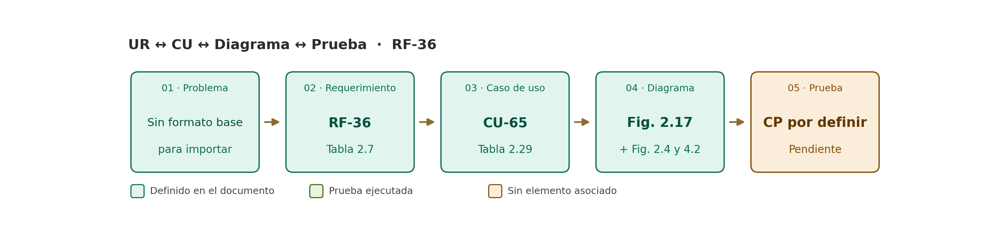 UR ↔ CU ↔ Diagrama ↔ Prueba · RF-36
01 · Problema
Sin formato base
para importar
02 · Requerimiento
RF-36
Tabla 2.7
03 · Caso de uso
CU-65
Tabla 2.29
04 · Diagrama
Fig. 2.17
+ Fig. 2.4 y 4.2
05 · Prueba
CP por definir
Pendiente
Definido en el documento
Prueba ejecutada
Sin elemento asociado